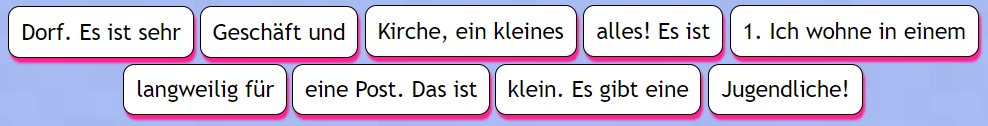 Dorf. Es ist sehr Geschäft und Kirche, ein kleines alles! Es ist 1. Ich wohne in einem
langweilig für eine Post. Das ist klein. Es gibt eine Jugendliche!